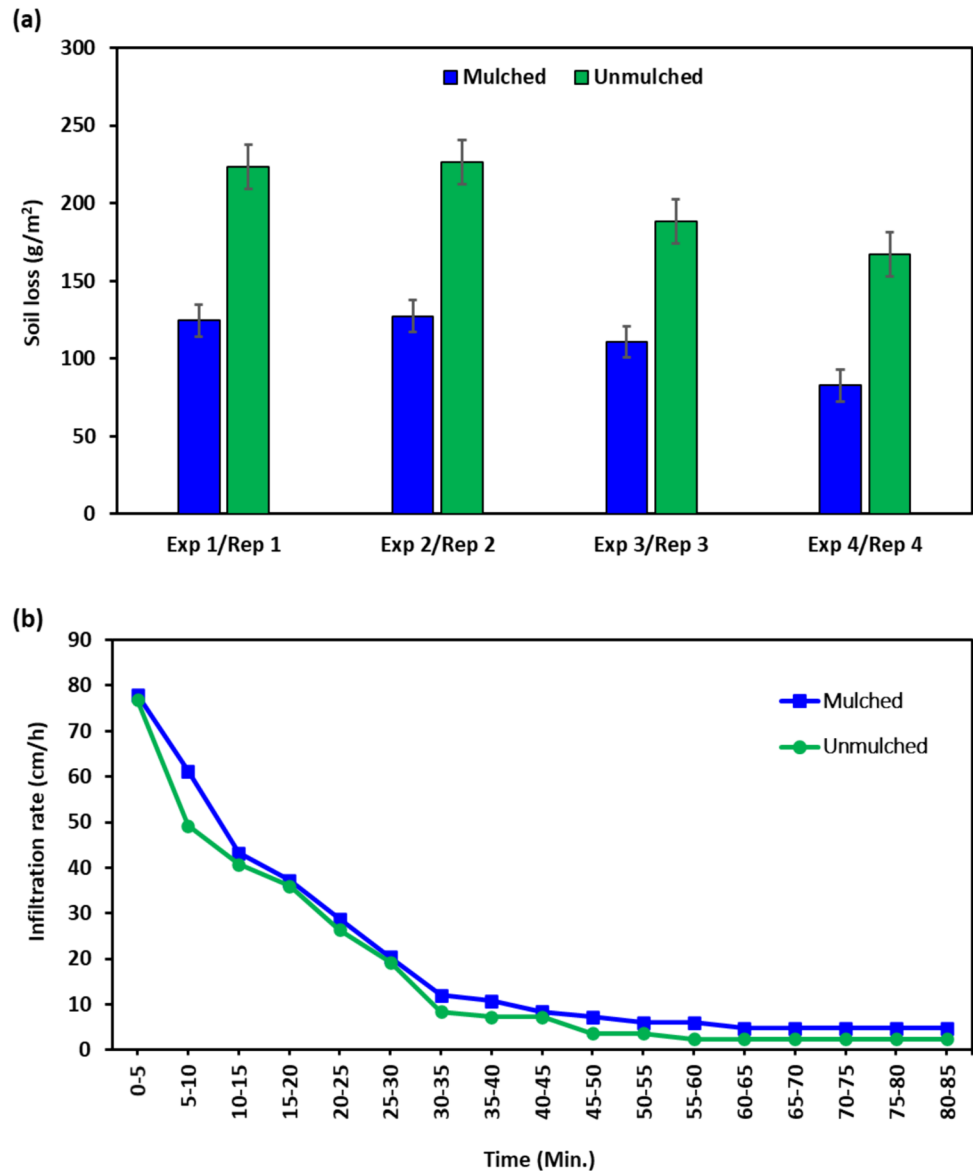 (a)
300
250
200
150
100
50
0
Soil loss (g/m²)
Mulched
Unmulched
Exp 1/Rep 1
Exp 2/Rep 2
Exp 3/Rep 3
Exp 4/Rep 4
(b)
90
80
70
60
50
40
30
20
10
0
Infiltration rate (cm/h)
Mulched
Unmulched
0-5
5-10
10-15
15-20
20-25
25-30
30-35
35-40
40-45
45-50
50-55
55-60
60-65
65-70
70-75
75-80
80-85
Time (Min.)